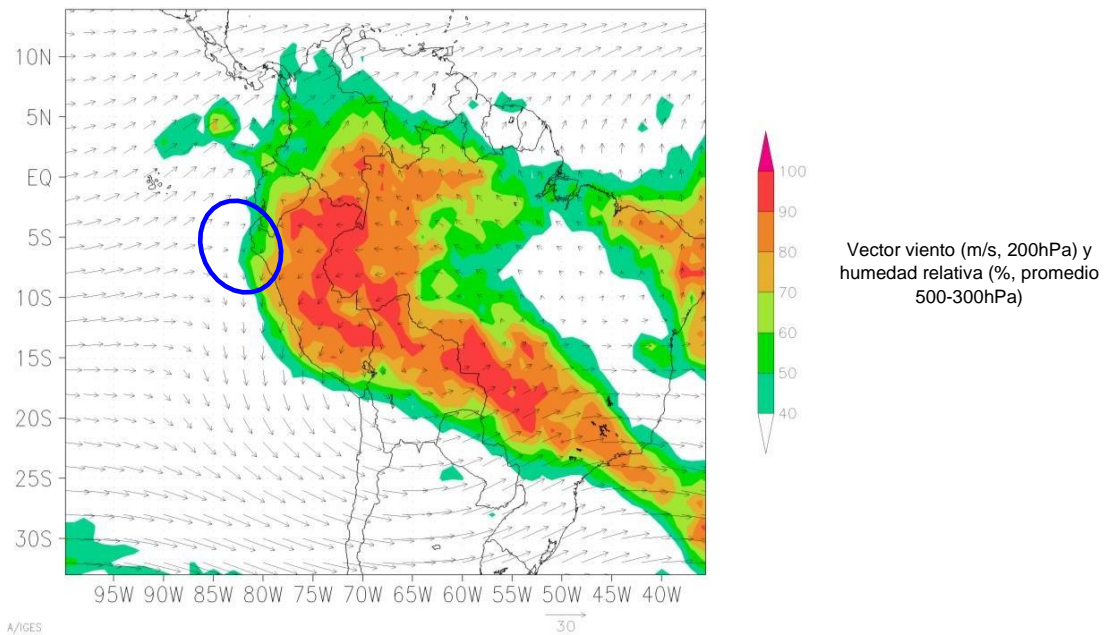 10N
5N
EQ
5S
10S
15S
20S
25S
30S
95W 90W 85W 80W 75W 70W 65W 60W 55W 50W 45W 40W
30
A/IGES
100
90
80
70
60
50
40
Vector viento (m/s, 200hPa) y
humedad relativa (%, promedio
500-300hPa)